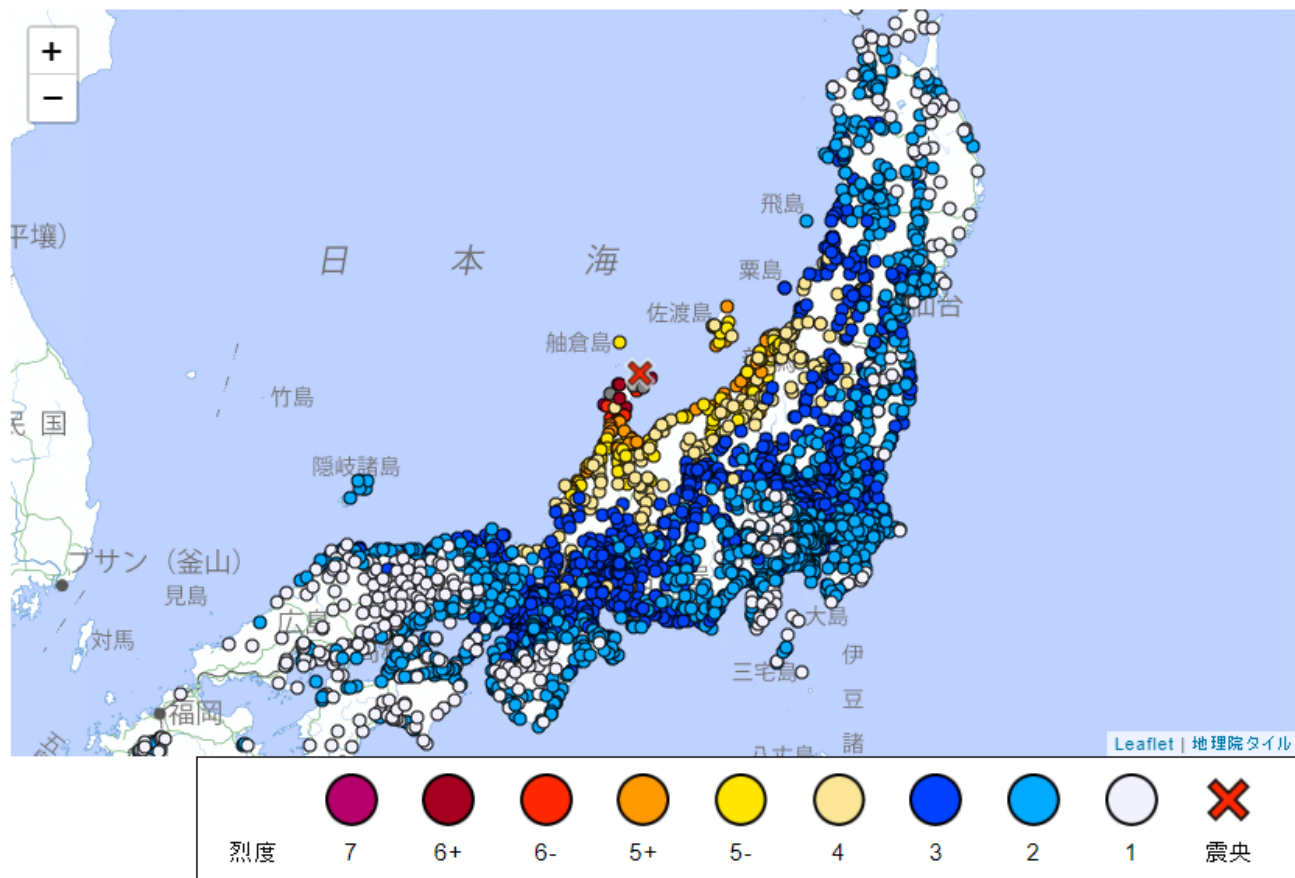 +
−
飛島
平壌）
日本海
粟島
佐渡島
仙台
舳倉島
竹島
民国
隠岐諸島
プサン（釜山）
見島
広島
大島
対馬
伊
三宅島
豆
福岡
諸
八丈島
Leaflet | 地理院タイル
烈度 7 6+ 6- 5+ 5- 4 3 2 1 震央